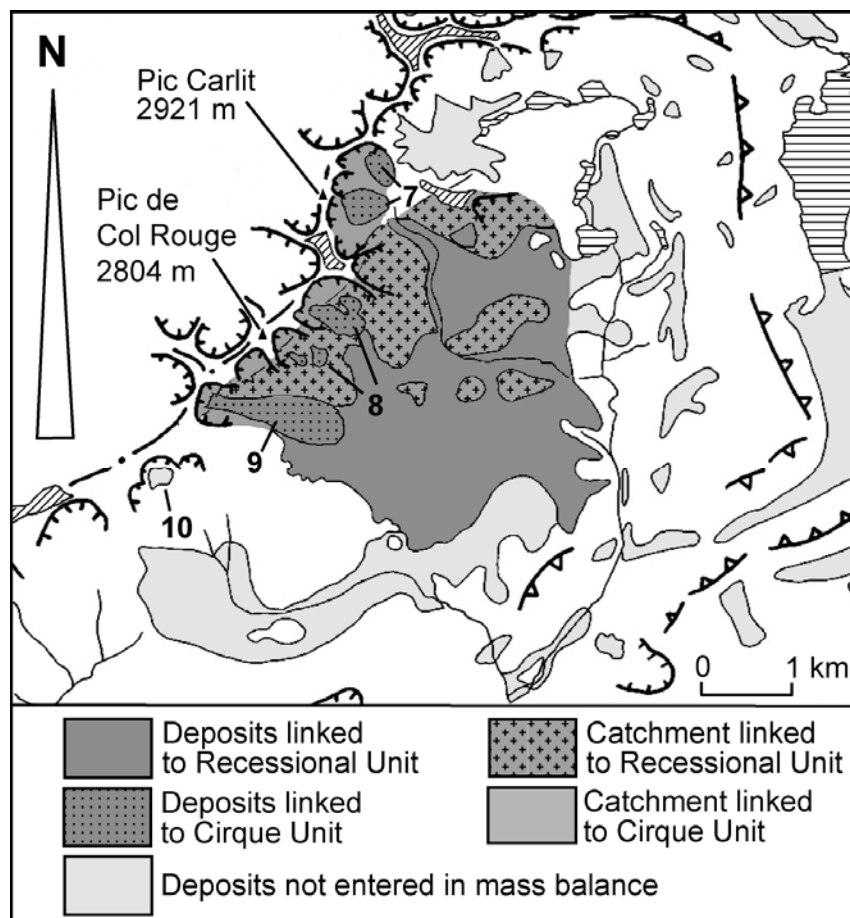 N
Pic Carlit
2921 m
Pic de
Col Rouge
2804 m
7
8
9
10
0 1 km
Deposits linked
to Recessional Unit
Catchment linked
to Recessional Unit
Deposits linked
to Cirque Unit
Catchment linked
to Cirque Unit
Deposits not entered in mass balance